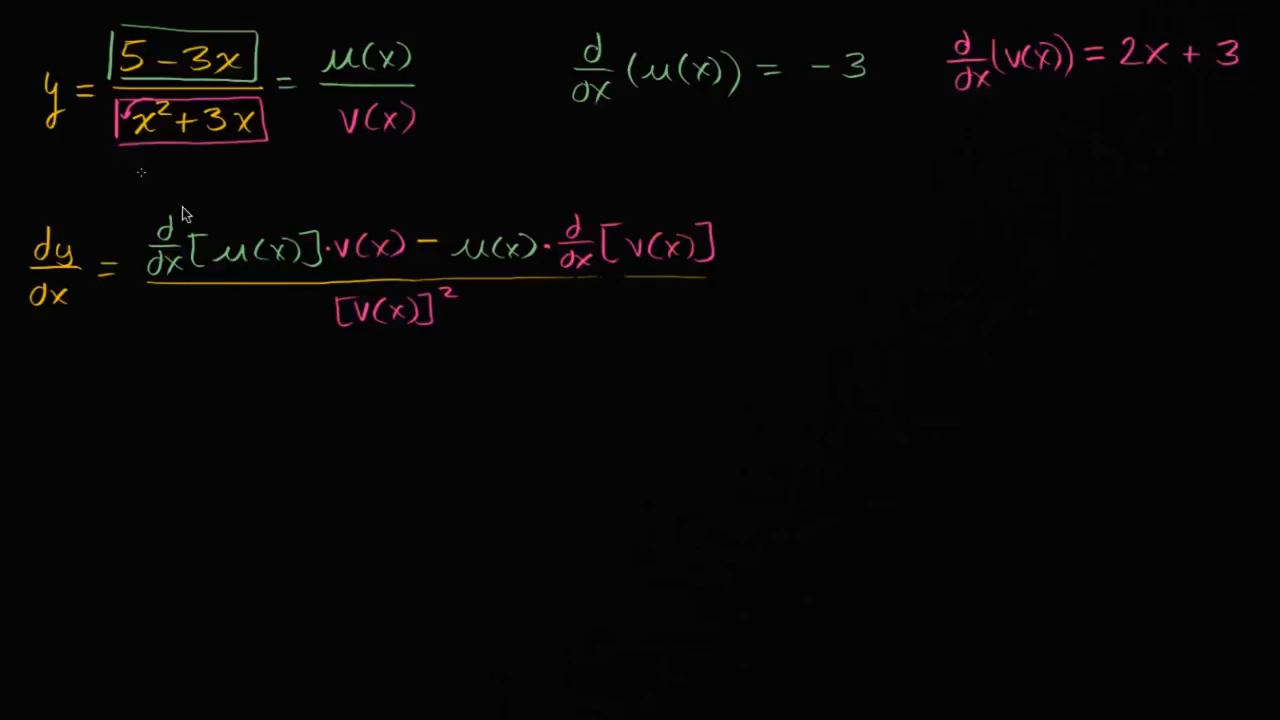 y = 5 - 3x / x² + 3x = u(x) / v(x)
d/dx (u(x)) = -3
d/dx (v(x)) = 2x + 3
dy/dx = d/dx [u(x)] · v(x) - u(x) · d/dx [v(x)] / [v(x)]²